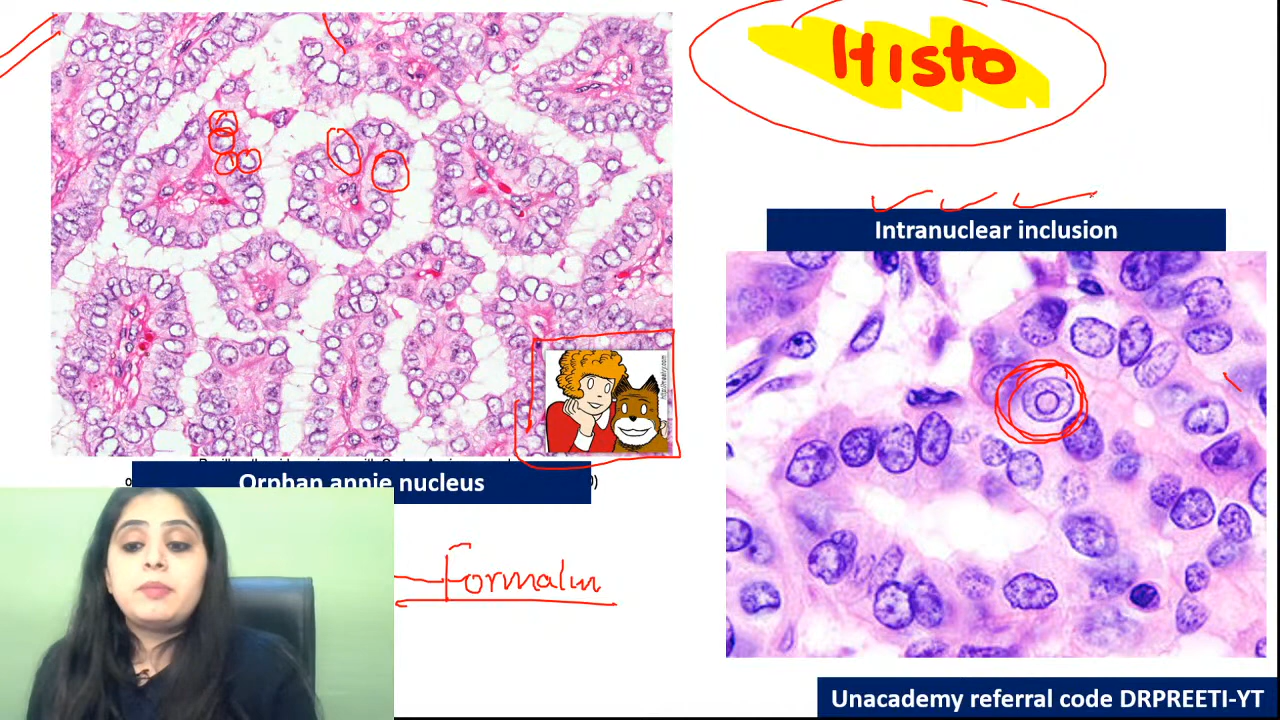 Histo
Intranuclear inclusion
Orphan annie nucleus
Formalin
Unacademy referral code DRPREETI-YT